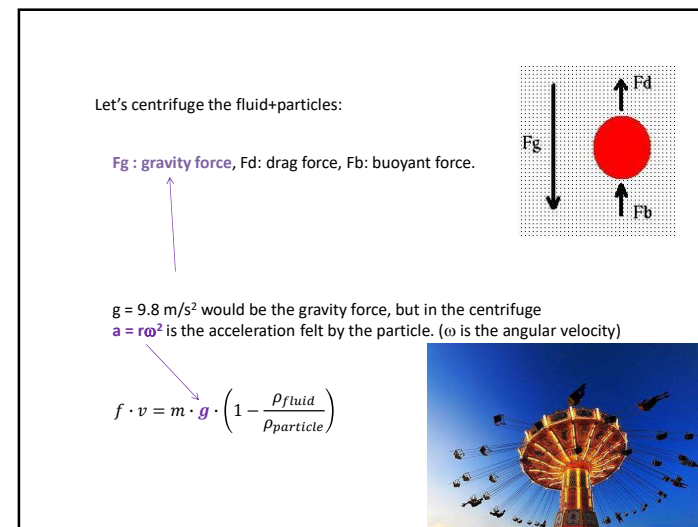 Let's centrifuge the fluid+particles:
Fg : gravity force, Fd: drag force, Fb: buoyant force.
Fd
Fg
Fb
g = 9.8 m/s² would be the gravity force, but in the centrifuge
a = rω² is the acceleration felt by the particle. (ω is the angular velocity)
f · v = m · g · (1 − ρ_fluid / ρ_particle)